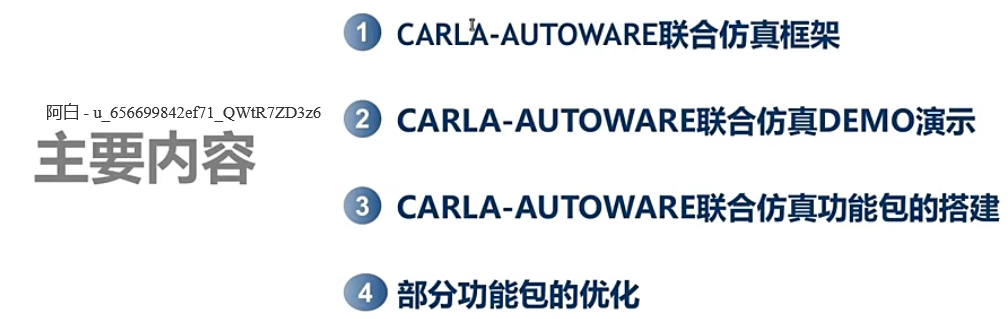 1 CARLA-AUTOWARE联合仿真框架
阿白 - u_656699842ef71_QWtR7ZD3z6
2 CARLA-AUTOWARE联合仿真DEMO演示
主要内容
3 CARLA-AUTOWARE联合仿真功能包的搭建
4 部分功能包的优化